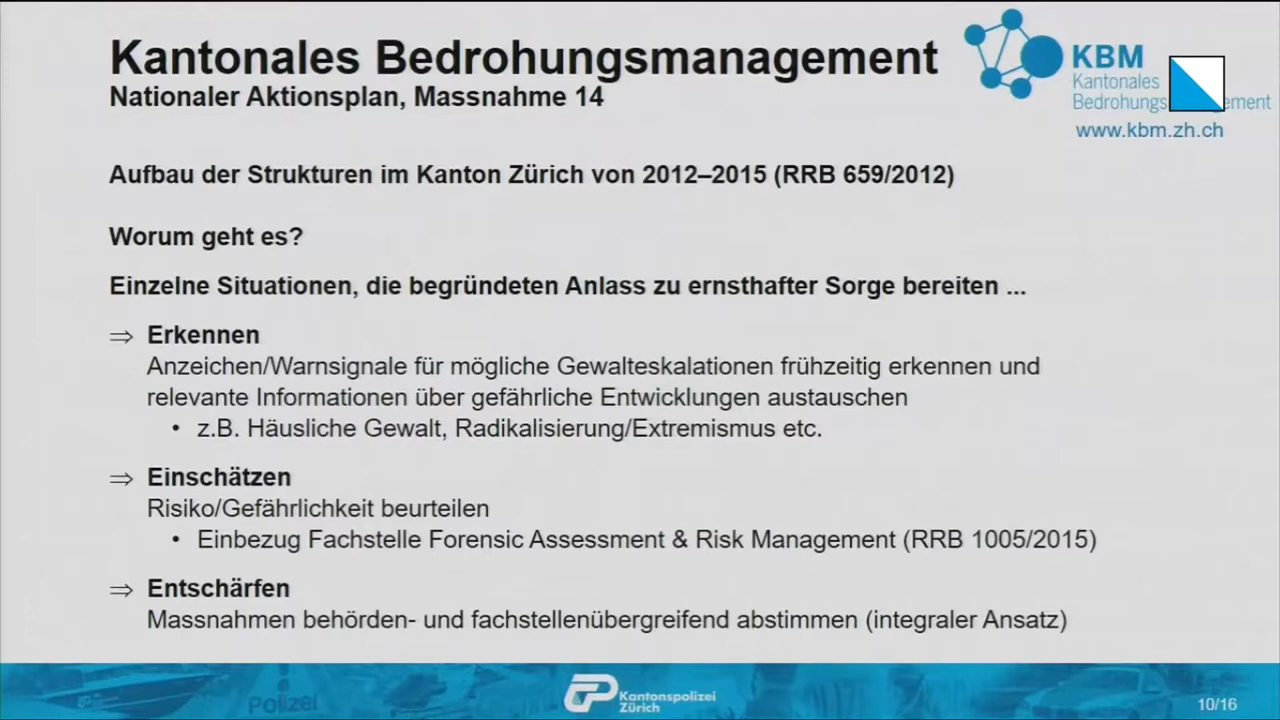 Kantonales Bedrohungsmanagement
Nationaler Aktionsplan, Massnahme 14
KBM
Kantonales
Bedrohungs ement
www.kbm.zh.ch
Aufbau der Strukturen im Kanton Zürich von 2012–2015 (RRB 659/2012)
Worum geht es?
Einzelne Situationen, die begründeten Anlass zu ernsthafter Sorge bereiten ...
⇒ Erkennen
Anzeichen/Warnsignale für mögliche Gewalteskalationen frühzeitig erkennen und
relevante Informationen über gefährliche Entwicklungen austauschen
• z.B. Häusliche Gewalt, Radikalisierung/Extremismus etc.
⇒ Einschätzen
Risiko/Gefährlichkeit beurteilen
• Einbezug Fachstelle Forensic Assessment & Risk Management (RRB 1005/2015)
⇒ Entschärfen
Massnahmen behörden- und fachstellenübergreifend abstimmen (integraler Ansatz)
Polizei
Kantonspolizei
Zürich
10/16